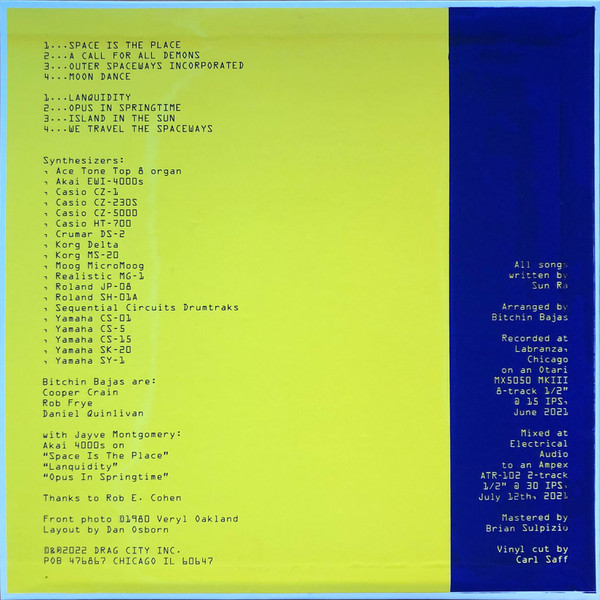 1...SPACE IS THE PLACE
2...A CALL FOR ALL DEMONS
3...OUTER SPACEWAYS INCORPORATED
4...MOON DANCE
1...LANQUIDITY
2...OPUS IN SPRINGTIME
3...ISLAND IN THE SUN
4...WE TRAVEL THE SPACEWAYS
Synthesizers:
, Ace Tone Top 8 organ
, Akai EWI-4000s
, Casio CZ-1
, Casio CZ-230S
, Casio CZ-5000
, Casio HT-700
, Crumar DS-2
, Korg Delta
, Korg MS-20
, Moog MicroMoog
, Realistic MG-1
, Roland JP-08
, Roland SH-01A
, Sequential Circuits Drumtraks
, Yamaha CS-01
, Yamaha CS-5
, Yamaha CS-15
, Yamaha SK-20
, Yamaha SY-1
Bitchin Bajas are:
Cooper Crain
Rob Frye
Daniel Quinlivan
with Jayve Montgomery:
Akai 4000s on
"Space Is The Place"
"Lanquidity"
"Opus In Springtime"
Thanks to Rob E. Cohen
Front photo ©1980 Veryl Oakland
Layout by Dan Osborn
℗&©2022 DRAG CITY INC.
POB 476867 CHICAGO IL 60647
All songs
written by
Sun Ra
Arranged by
Bitchin Bajas
Recorded at
Labranza,
Chicago
on an Otari
MX5050 MKIII
8-track 1/2"
@ 15 IPS,
June 2021
Mixed at
Electrical
Audio
to an Ampex
ATR-102 2-track
1/2" @ 30 IPS,
July 12th, 2021
Mastered by
Brian Sulpizio
Vinyl cut by
Carl Saff